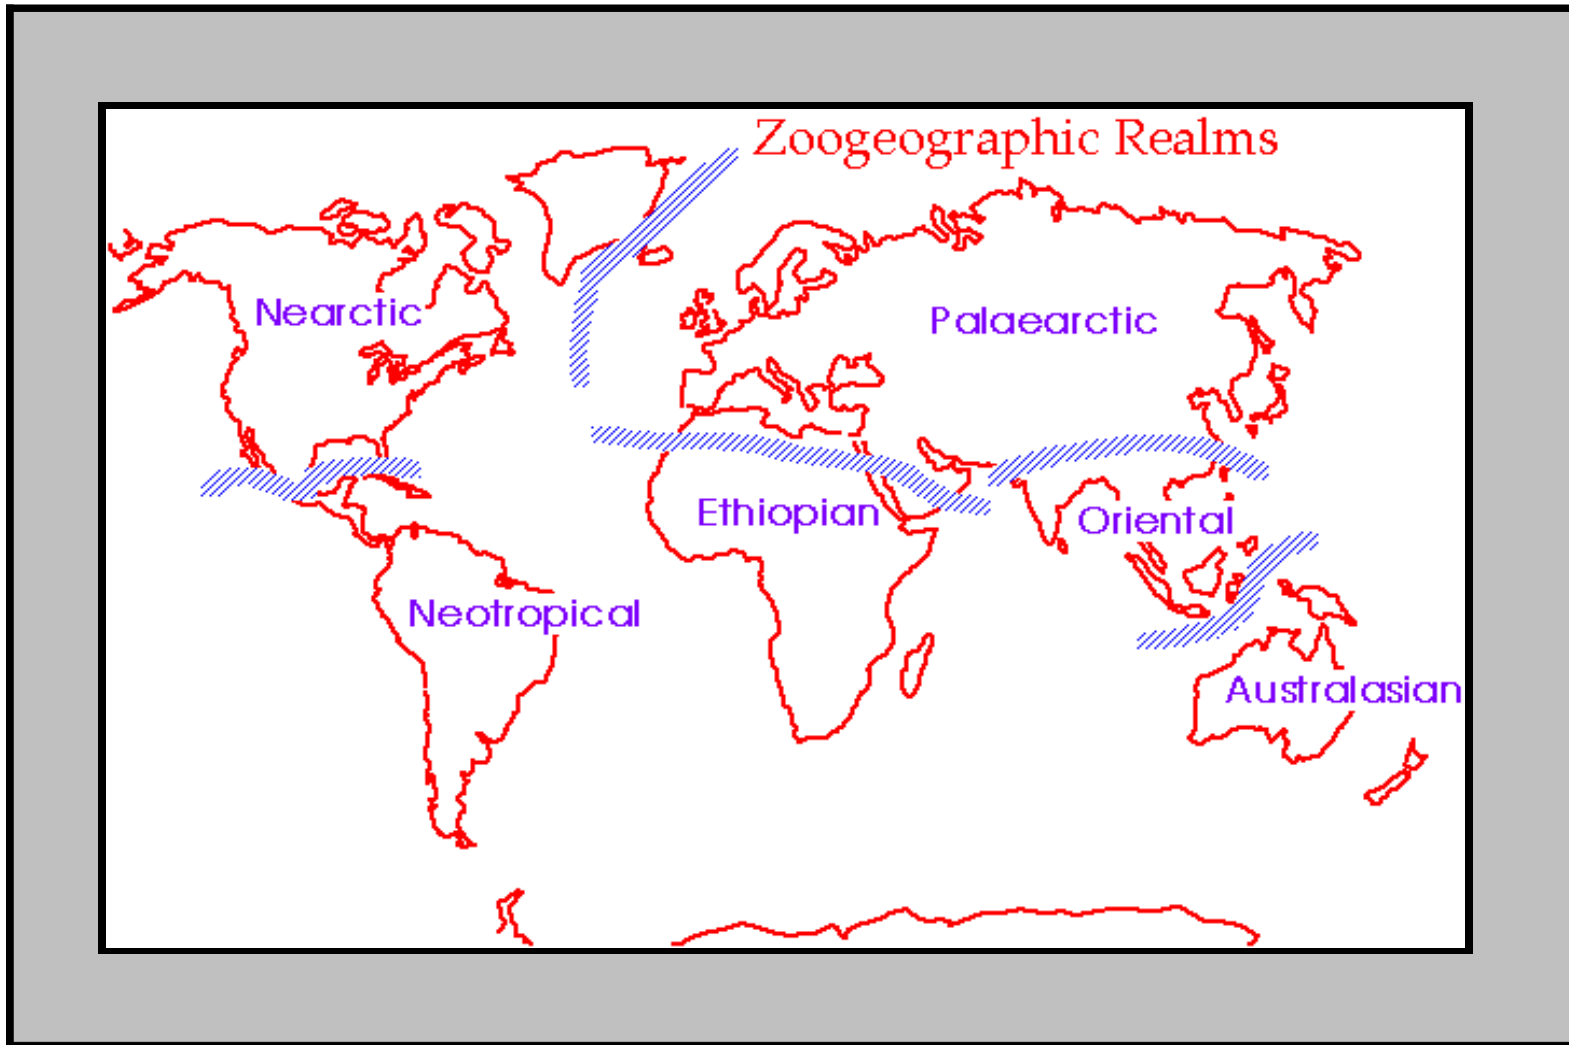 Zoogeographic Realms
Nearctic
Palaearctic
Ethiopian
Oriental
Neotropical
Australasian